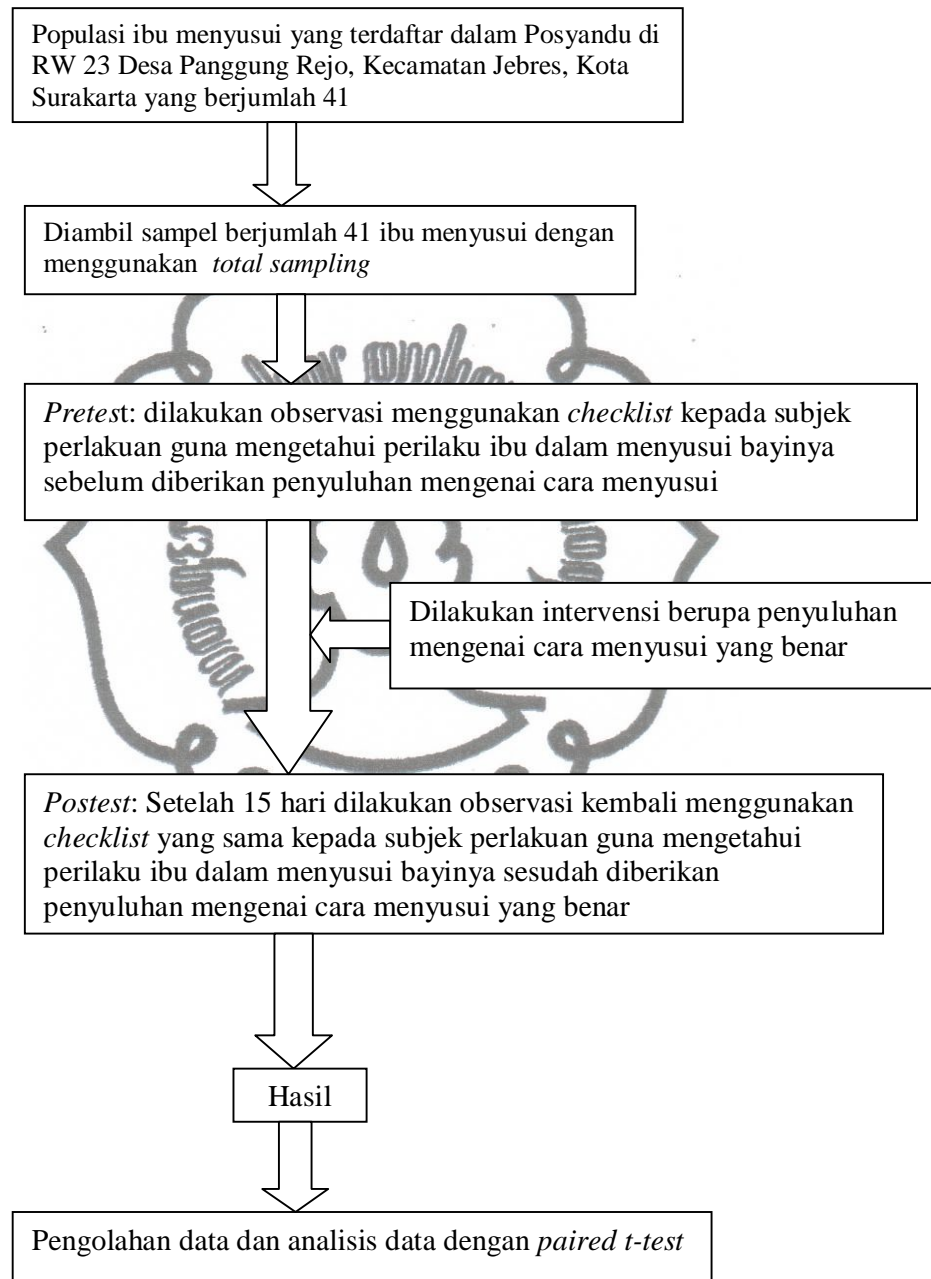 Populasi ibu menyusui yang terdaftar dalam Posyandu di
RW 23 Desa Panggung Rejo, Kecamatan Jebres, Kota
Surakarta yang berjumlah 41
Diambil sampel berjumlah 41 ibu menyusui dengan
menggunakan total sampling
Pretest: dilakukan observasi menggunakan checklist kepada subjek
perlakuan guna mengetahui perilaku ibu dalam menyusui bayinya
sebelum diberikan penyuluhan mengenai cara menyusui
Dilakukan intervensi berupa penyuluhan
mengenai cara menyusui yang benar
Postest: Setelah 15 hari dilakukan observasi kembali menggunakan
checklist yang sama kepada subjek perlakuan guna mengetahui
perilaku ibu dalam menyusui bayinya sesudah diberikan
penyuluhan mengenai cara menyusui yang benar
Hasil
Pengolahan data dan analisis data dengan paired t-test